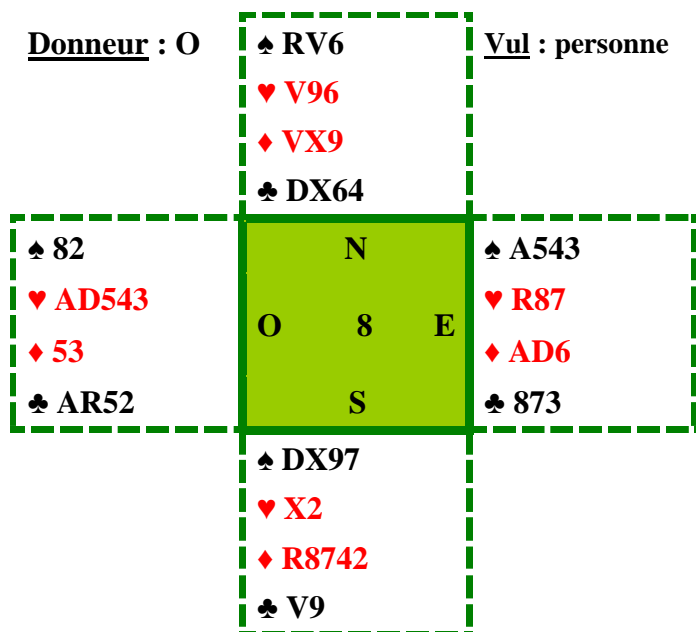 Donneur : O
♠ RV6
Vul : personne
♥ V96
♦ VX9
♣ DX64
♠ 82
N
♠ A543
♥ AD543
♥ R87
O 8 E
♦ 53
♦ AD6
♣ AR52
S
♣ 873
♠ DX97
♥ X2
♦ R8742
♣ V9